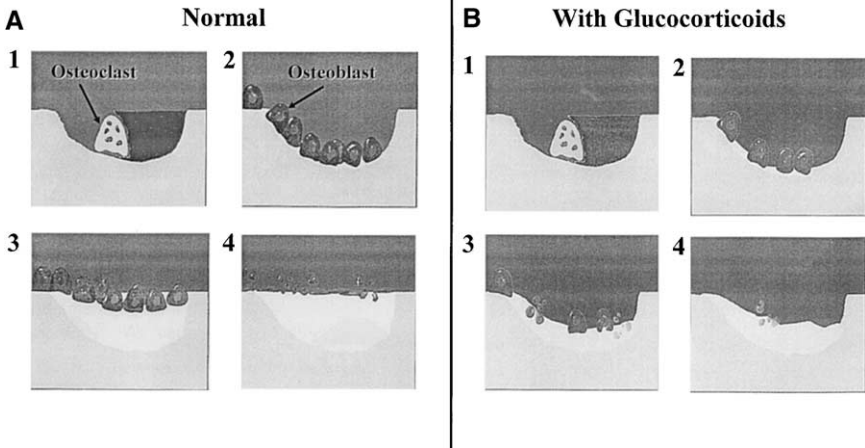 A
Normal
1
Osteoclast
2
Osteoblast
3
4
B
With Glucocorticoids
1
2
3
4